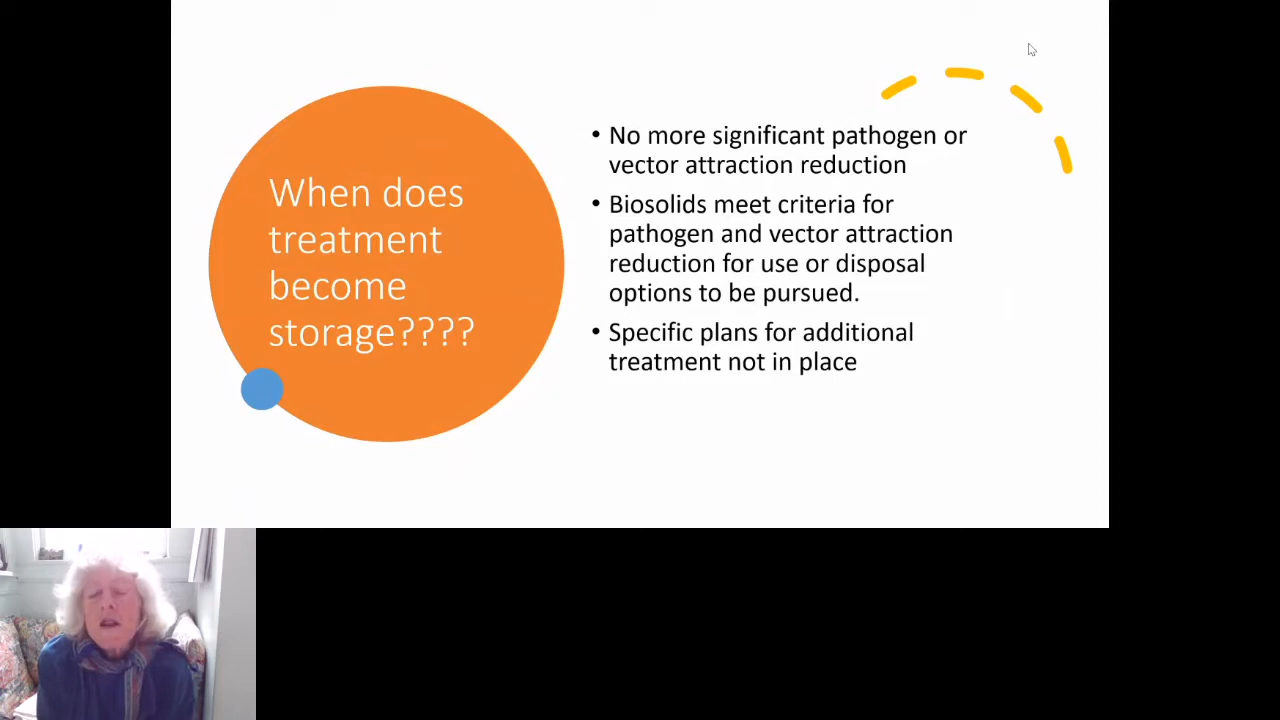 When does
treatment
become
storage????
• No more significant pathogen or
vector attraction reduction
• Biosolids meet criteria for
pathogen and vector attraction
reduction for use or disposal
options to be pursued.
• Specific plans for additional
treatment not in place